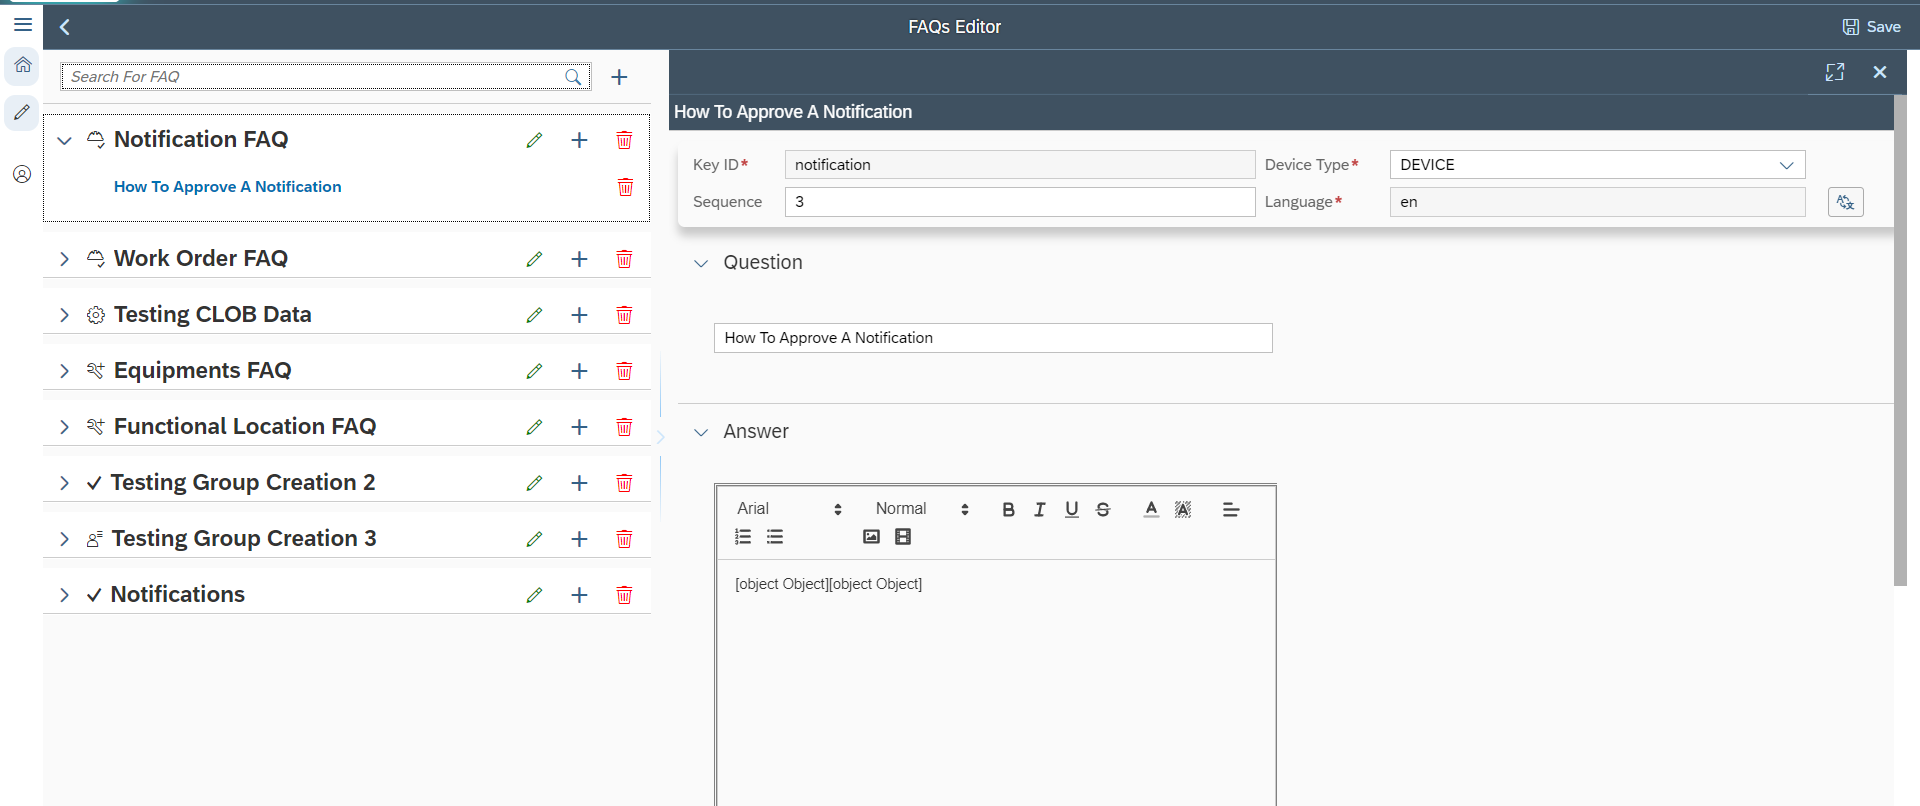 FAQs Editor
Save
Search For FAQ
Notification FAQ
How To Approve A Notification
Work Order FAQ
Testing CLOB Data
Equipments FAQ
Functional Location FAQ
Testing Group Creation 2
Testing Group Creation 3
Notifications
How To Approve A Notification
Key ID* notification Device Type* DEVICE
Sequence 3 Language* en
Question
How To Approve A Notification
Answer
Arial Normal B I U S A A
[object Object][object Object]